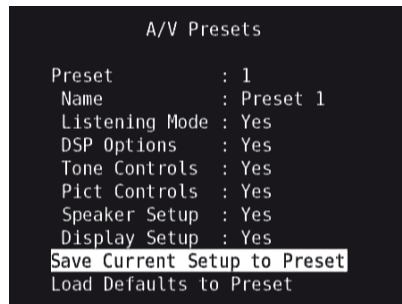 A/V Presets
Preset : 1
Name : Preset 1
Listening Mode : Yes
DSP Options : Yes
Tone Controls : Yes
Pict Controls : Yes
Speaker Setup : Yes
Display Setup : Yes
Save Current Setup to Preset
Load Defaults to Preset